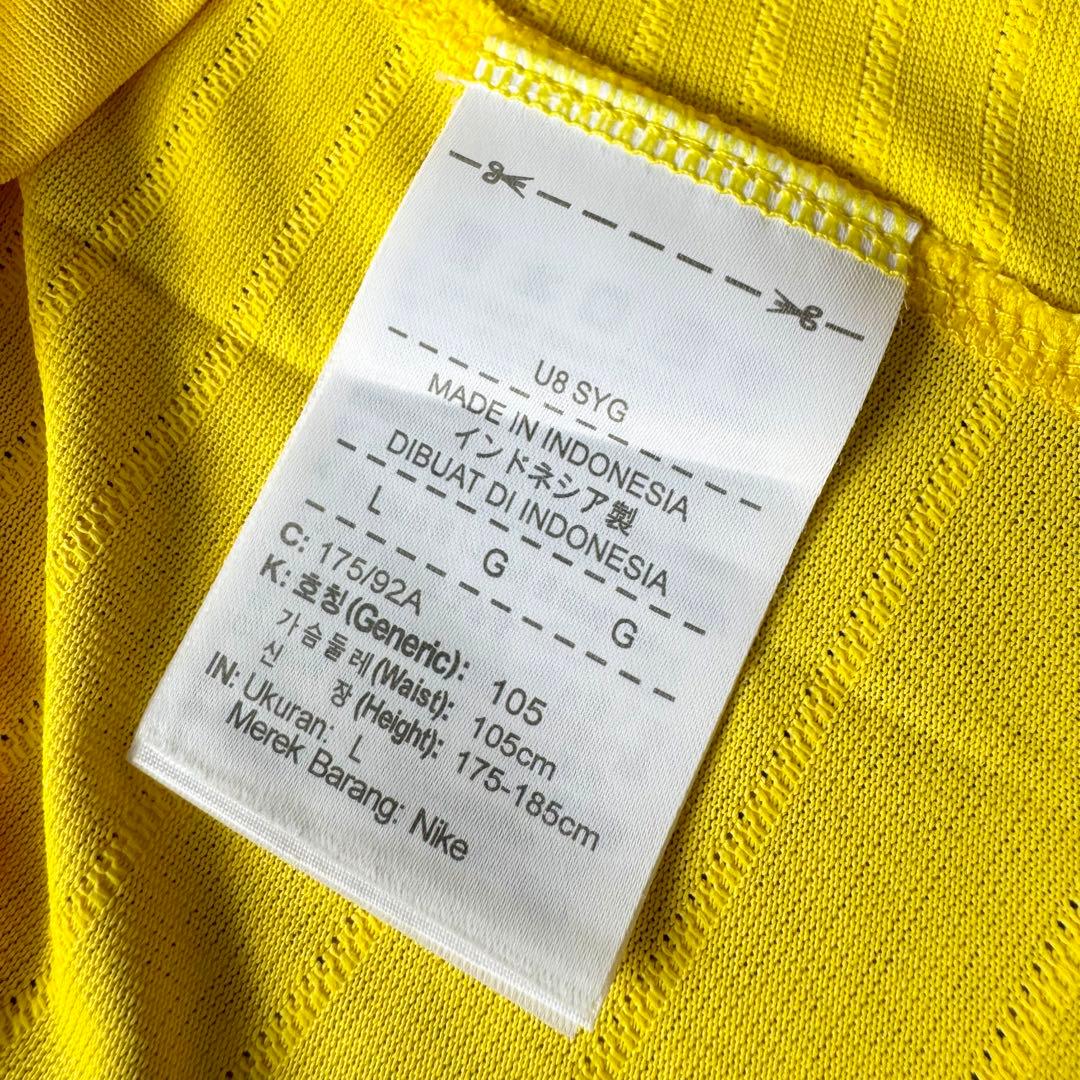 U8 SYG
MADE IN INDONESIA
インドネシア製
DIBUAT DI INDONESIA
L G G
C: 175/92A
K: 호칭(Generic): 105
가슴둘레(Waist): 105cm
신 장 (Height): 175-185cm
IN: Ukuran: L
Merek Barang: Nike